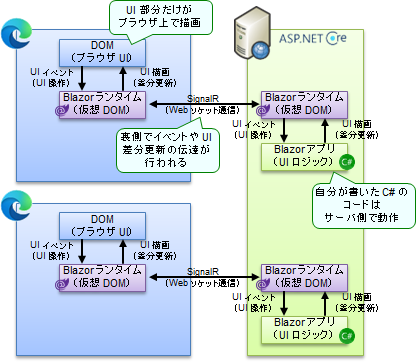 UI 部分だけが
ブラウザ上で描画
ASP.NET Core
DOM
(ブラウザ UI)
UI イベント
(UI 操作)
UI 描画
(差分更新)
Blazorランタイム
(仮想 DOM)
SignalR
(Webソケット通信)
Blazorランタイム
(仮想 DOM)
裏側でイベントや UI
差分更新の伝達が
行われる
UI イベント
(UI 操作)
UI 描画
(差分更新)
Blazorアプリ
(UI ロジック)
C#
自分が書いた C# の
コードは
サーバ側で動作
DOM
(ブラウザ UI)
UI イベント
(UI 操作)
UI 描画
(差分更新)
Blazorランタイム
(仮想 DOM)
SignalR
(Webソケット通信)
Blazorランタイム
(仮想 DOM)
UI イベント
(UI 操作)
UI 描画
(差分更新)
Blazorアプリ
(UI ロジック)
C#